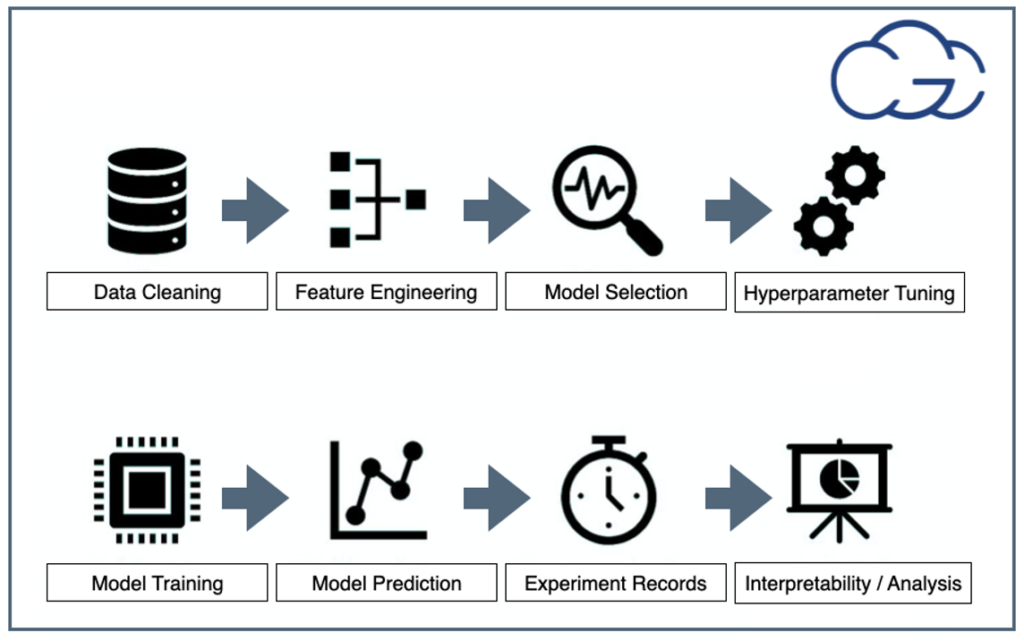 Data Cleaning
Feature Engineering
Model Selection
Hyperparameter Tuning
Model Training
Model Prediction
Experiment Records
Interpretability / Analysis